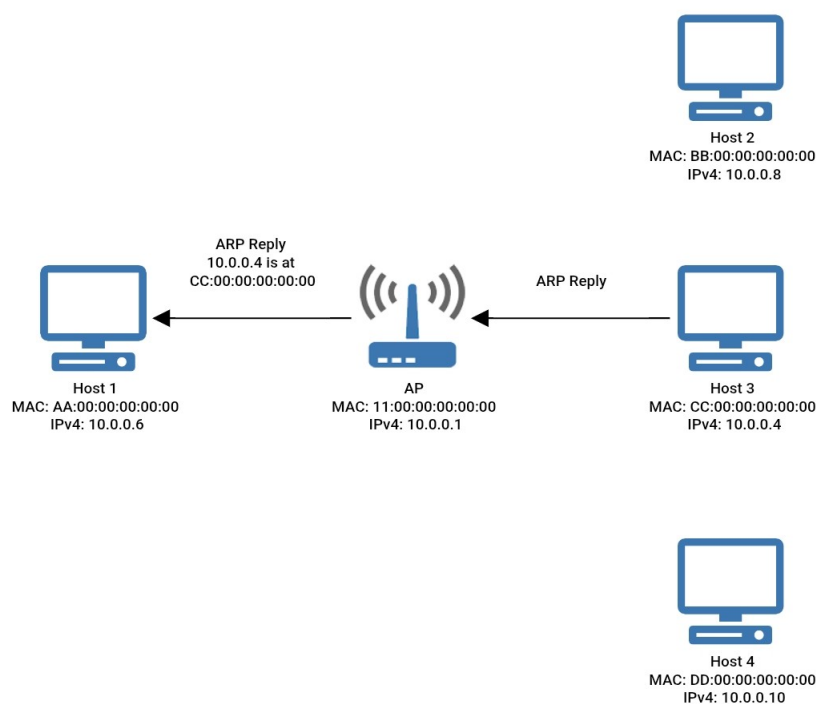 Host 2
MAC: BB:00:00:00:00:00
IPv4: 10.0.0.8
ARP Reply
10.0.0.4 is at
CC:00:00:00:00:00
ARP Reply
Host 1
MAC: AA:00:00:00:00:00
IPv4: 10.0.0.6
AP
MAC: 11:00:00:00:00:00
IPv4: 10.0.0.1
Host 3
MAC: CC:00:00:00:00:00
IPv4: 10.0.0.4
Host 4
MAC: DD:00:00:00:00:00
IPv4: 10.0.0.10